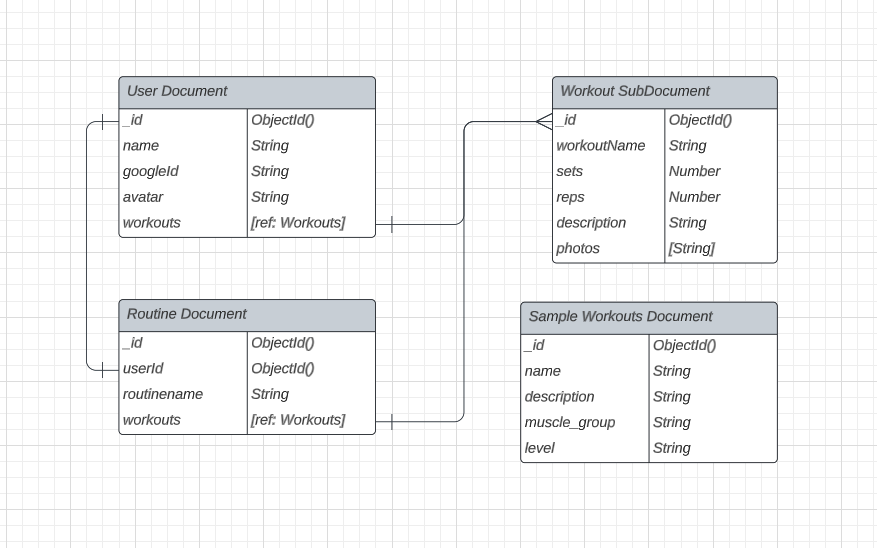 User Document
_id ObjectId()
name String
googleId String
avatar String
workouts [ref: Workouts]
Workout SubDocument
_id ObjectId()
workoutName String
sets Number
reps Number
description String
photos [String]
Routine Document
_id ObjectId()
userId ObjectId()
routinename String
workouts [ref: Workouts]
Sample Workouts Document
_id ObjectId()
name String
description String
muscle_group String
level String